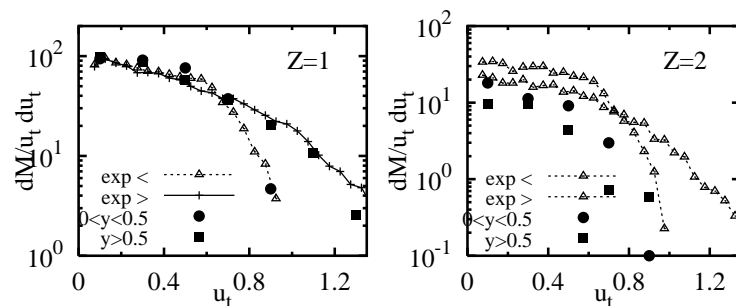 Z=1
dM/u_t du_t
10^2
10^1
10^0
exp <
exp >
0<y<0.5
y>0.5
0 0.4 0.8 1.2
u_t
Z=2
dM/u_t du_t
10^2
10^1
10^0
10^-1
exp <
exp >
0<y<0.5
y>0.5
0 0.4 0.8 1.2
u_t